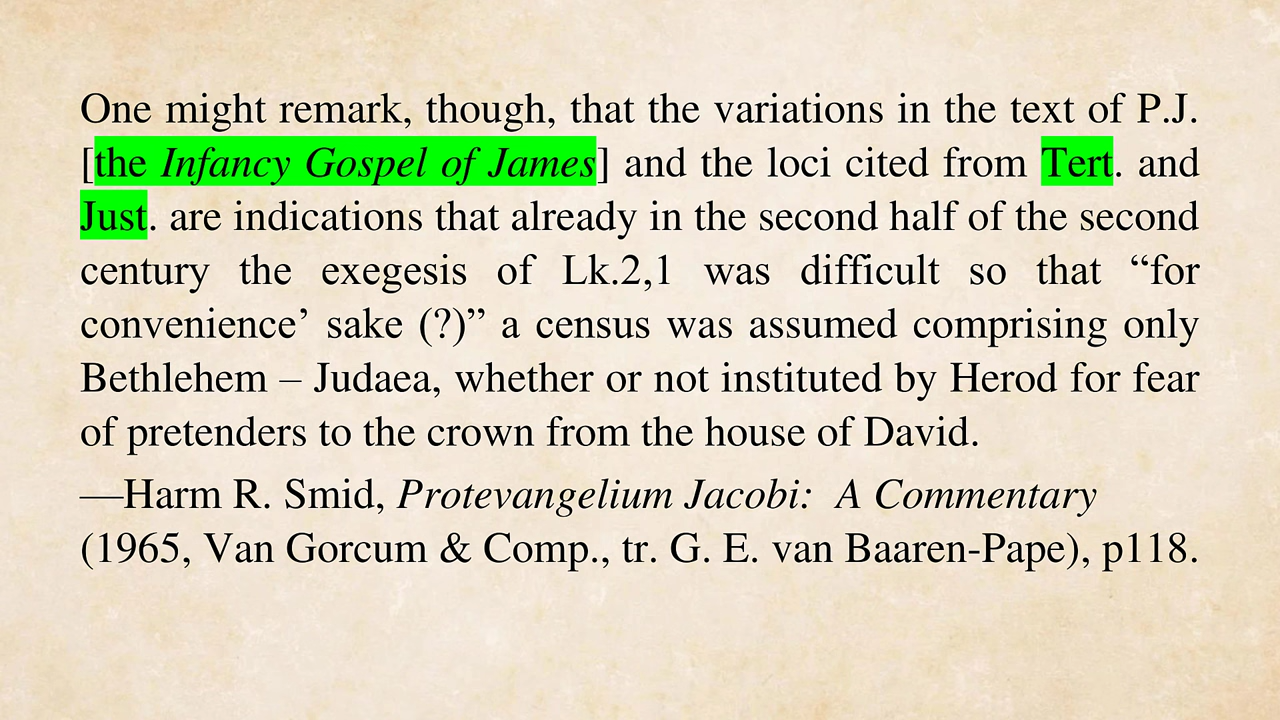 One might remark, though, that the variations in the text of P.J.
[the Infancy Gospel of James] and the loci cited from Tert. and
Just. are indications that already in the second half of the second
century the exegesis of Lk.2,1 was difficult so that “for
convenience’ sake (?)” a census was assumed comprising only
Bethlehem – Judaea, whether or not instituted by Herod for fear
of pretenders to the crown from the house of David.
—Harm R. Smid, Protevangelium Jacobi: A Commentary
(1965, Van Gorcum & Comp., tr. G. E. van Baaren-Pape), p118.